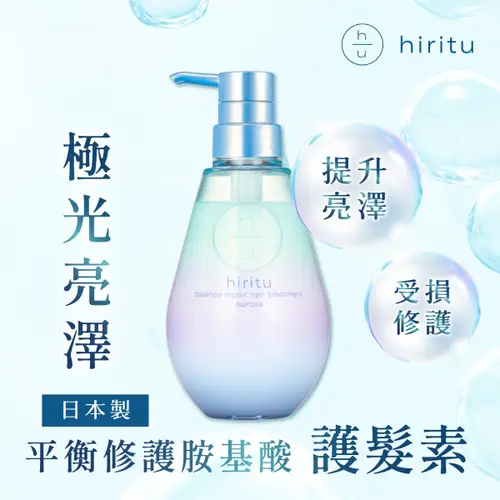 h
u
hiritu
極光亮澤
提升
亮澤
受損
修護
h
u
hiritu
balance repair hair treatment
aurora
日本製
平衡修護胺基酸 護髮素